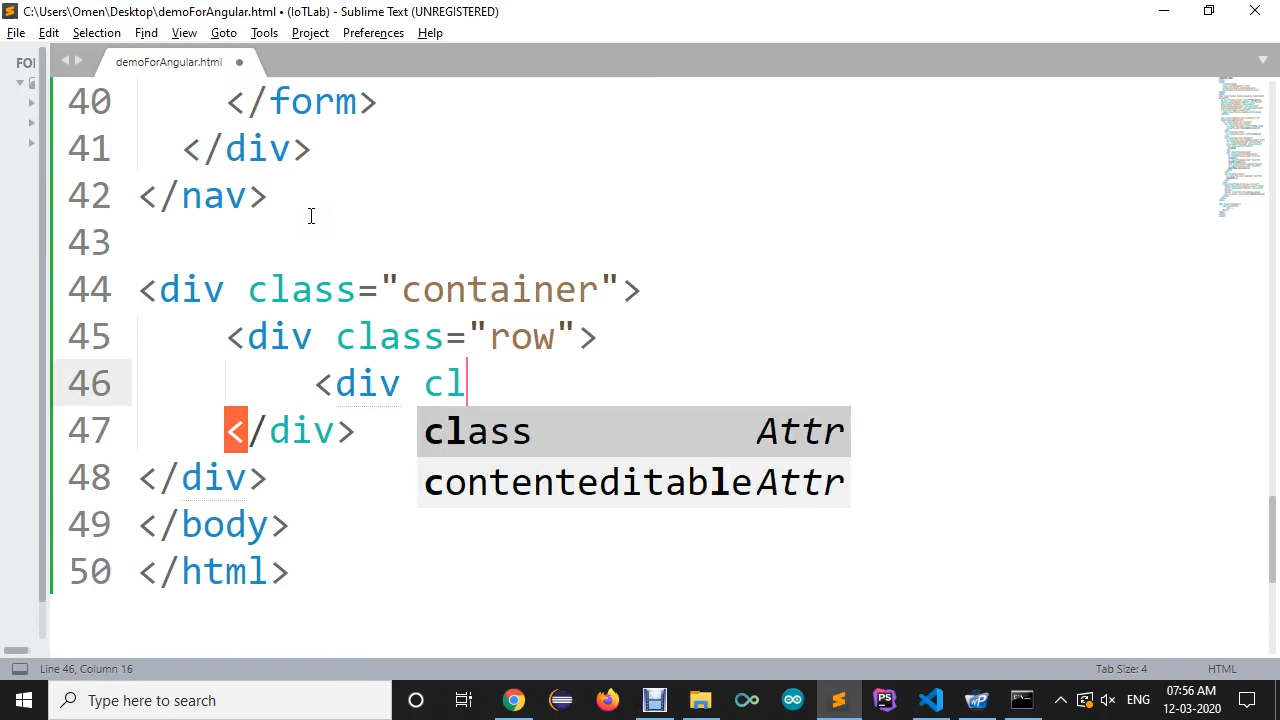 C:\Users\Omen\Desktop\demoForAngular.html • (IoTLab) - Sublime Text (UNREGISTERED)
File Edit Selection Find View Goto Tools Project Preferences Help
FOI
demoForAngular.html
40 </form>
41 </div>
42 </nav>
43
44 <div class="container">
45 <div class="row">
46 <div cl
47 </div>
class Attr
48 </div>
contenteditable Attr
49 </body>
50 </html>
Line 46, Column 16
Tab Size: 4
HTML
Type here to search
ENG
07:56 AM
12-03-2020